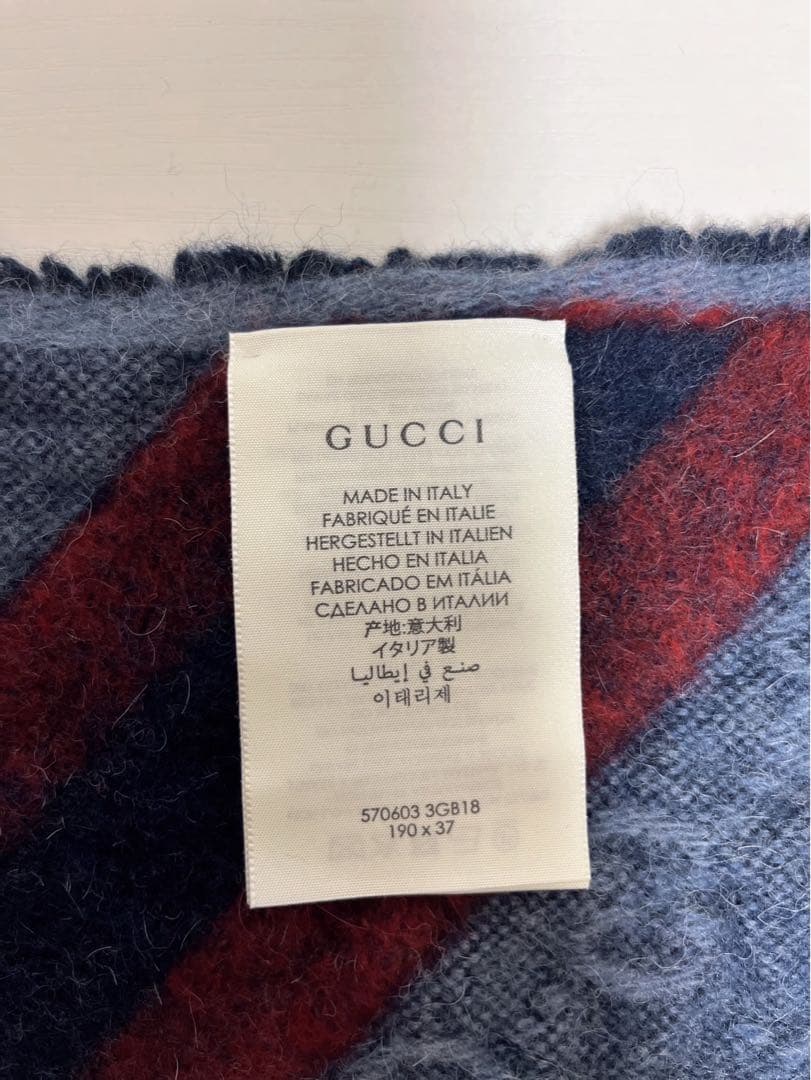 GUCCI
MADE IN ITALY
FABRIQUÉ EN ITALIE
HERGESTELLT IN ITALIEN
HECHO EN ITALIA
FABRICADO EM ITÁLIA
СДЕЛАНО В ИТАЛИИ
产地:意大利
イタリア製
صنع في إيطاليا
이태리제
570603 3GB18
190 x 37